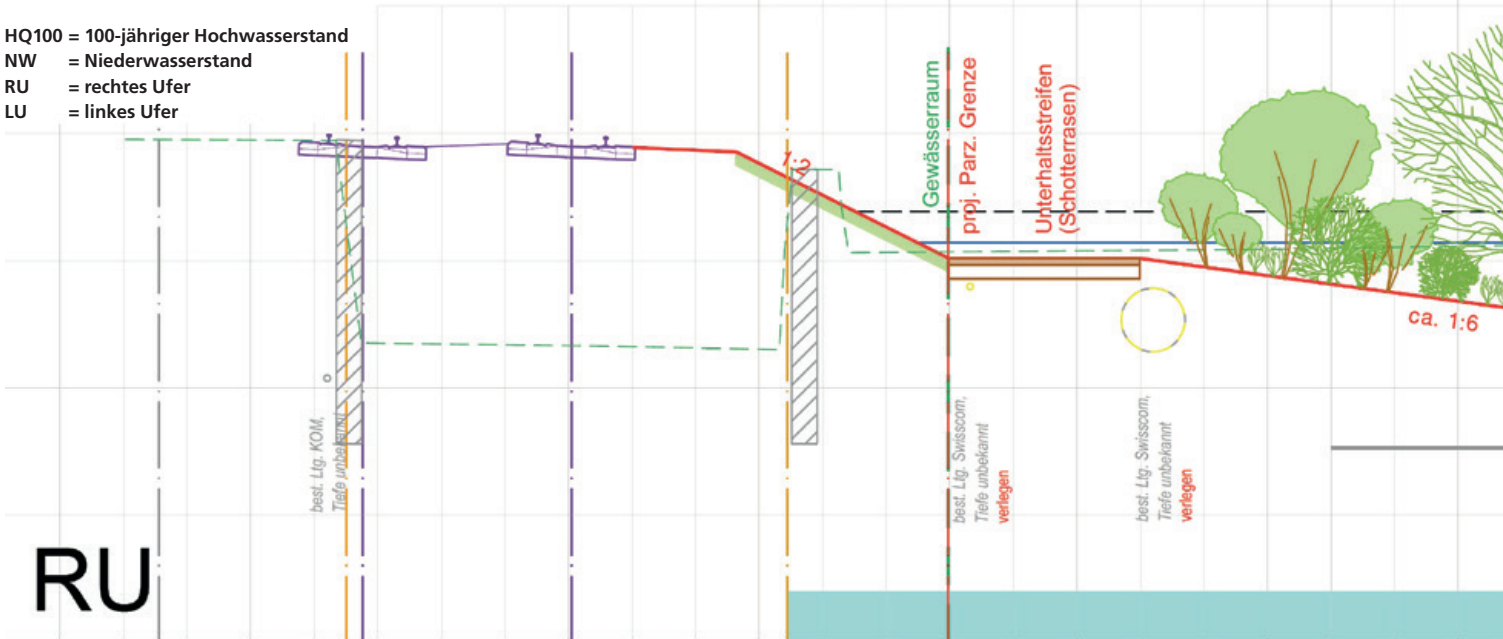 HQ100 = 100-jähriger Hochwasserstand
NW = Niederwasserstand
RU = rechtes Ufer
LU = linkes Ufer
1:2
Gewässerraum
proj. Parz. Grenze
Unterhaltsstreifen
(Schotterrasen)
ca. 1:6
best. Ltg. KOM,
Tiefe unbekannt
best. Ltg. Swisscom,
Tiefe unbekannt
verlegen
best. Ltg. Swisscom,
Tiefe unbekannt
verlegen
RU